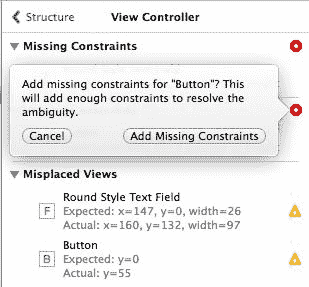 Structure View Controller
Missing Constraints
Add missing constraints for "Button"? This
will add enough constraints to resolve the
ambiguity.
Cancel Add Missing Constraints
Misplaced Views
F Round Style Text Field
Expected: x=147, y=0, width=26
Actual: x=160, y=132, width=97
B Button
Expected: y=0
Actual: y=55